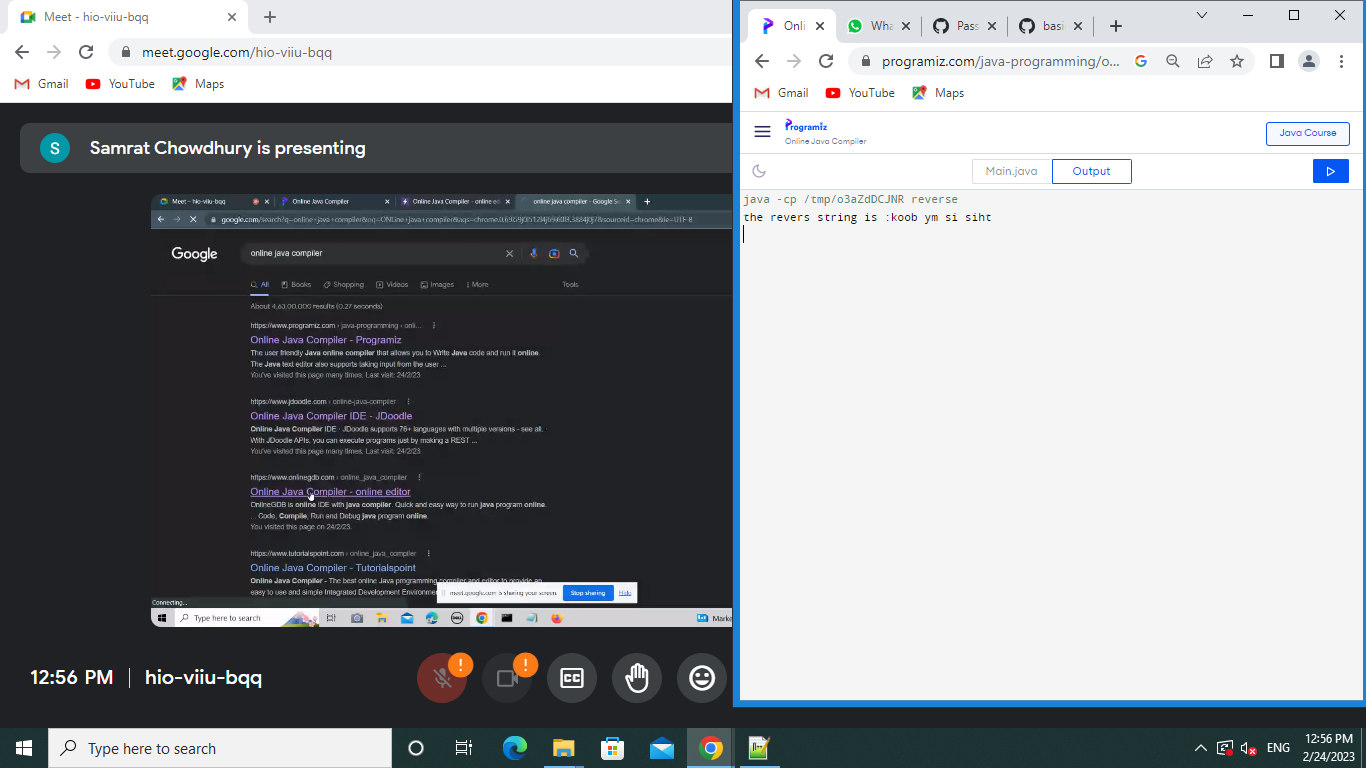 Meet - hio-viiu-bqq
meet.google.com/hio-viiu-bqq
Gmail
YouTube
Maps
S
Samrat Chowdhury is presenting
Meet – hio-viiu-bqq
Online Java Compiler
Online Java Compiler - online edi
online java compiler - Google Se
Google
online java compiler
All
Books
Shopping
Videos
Images
More
Tools
About 4,63,00,000 results (0.27 seconds)
https://www.programiz.com › java-programming › onli...
Online Java Compiler - Programiz
The user friendly Java online compiler that allows you to Write Java code and run it online.
The Java text editor also supports taking input from the user ...
You've visited this page many times. Last visit: 24/2/23
https://www.jdoodle.com › online-java-compiler
Online Java Compiler IDE - JDoodle
Online Java Compiler IDE · JDoodle supports 76+ languages with multiple versions - see all.
With JDoodle APIs, you can execute programs just by making a REST ...
You've visited this page many times. Last visit: 24/2/23
https://www.onlinegdb.com › online_java_compiler
Online Java Compiler - online editor
OnlineGDB is online IDE with java compiler. Quick and easy way to run java program online.
... Code, Compile, Run and Debug java program online.
You visited this page on 24/2/23.
https://www.tutorialspoint.com › online_java_compiler
Online Java Compiler - Tutorialspoint
Online Java Compiler - The best online Java programming compiler and editor to provide an
easy to use and simple Integrated Development Environme
meet.google.com is sharing your screen.
Stop sharing
Hide
Connecting...
Type here to search
DELL
Marke
12:56 PM
hio-viiu-bqq
CC
Onli
Wha
Pass
basi
programiz.com/java-programming/o...
Gmail
YouTube
Maps
Programiz
Online Java Compiler
Java Course
Main.java
Output
java -cp /tmp/o3aZdDCJNR reverse
the revers string is :koob ym si siht
Type here to search
ENG
12:56 PM
2/24/2023